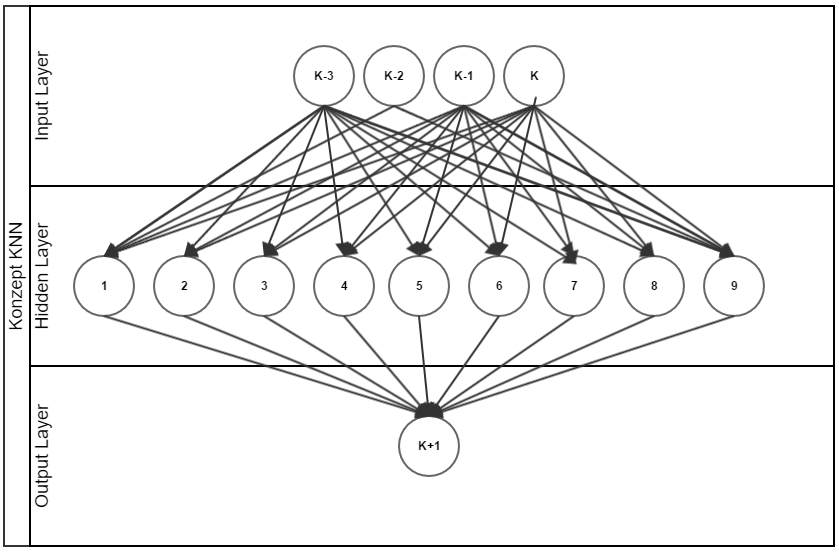 Konzept KNN
Input Layer
K-3 K-2 K-1 K
Hidden Layer
1 2 3 4 5 6 7 8 9
Output Layer
K+1